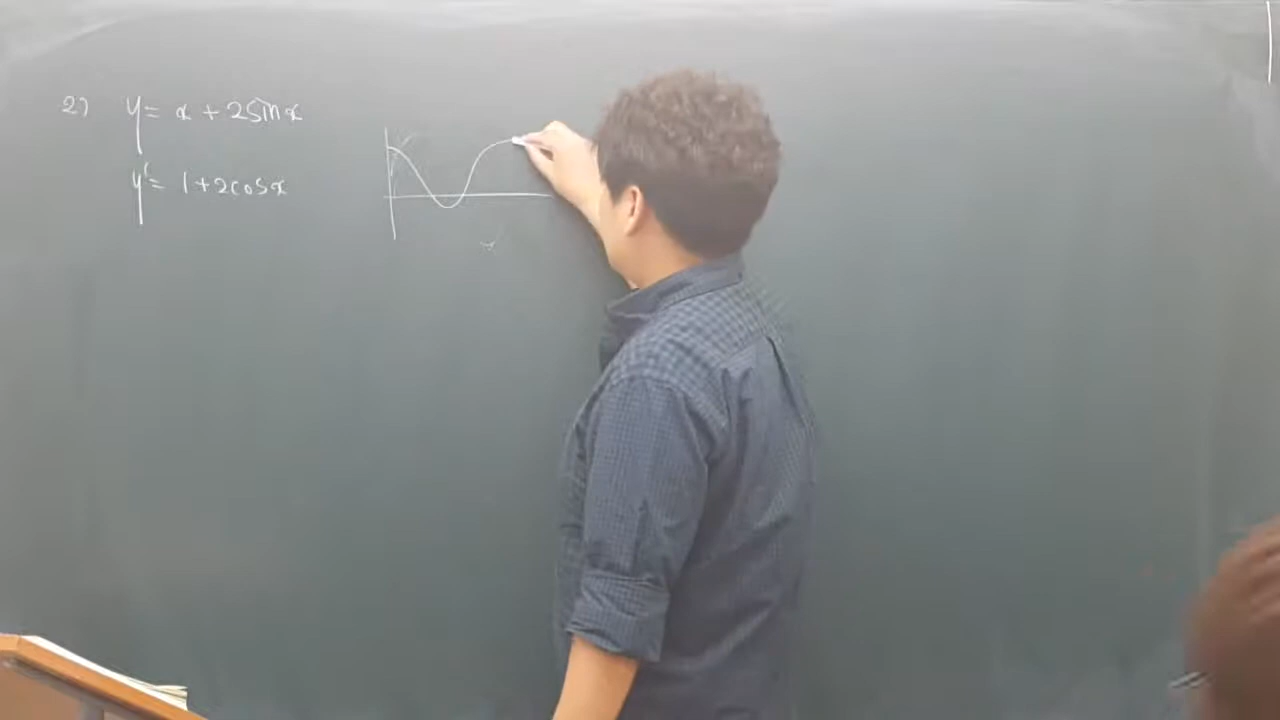 2) y = x + 2sinx
y' = 1+2cosx